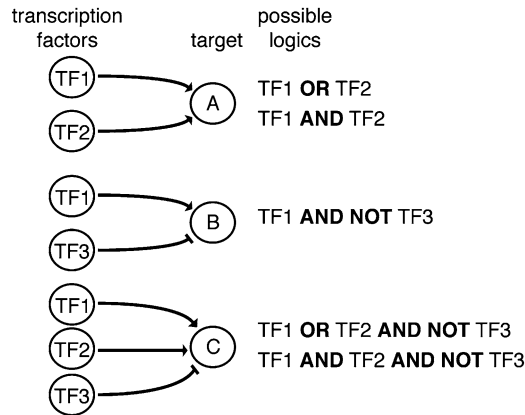 transcription factors
target
possible logics
TF1
TF2
A
TF1 OR TF2
TF1 AND TF2
TF1
TF3
B
TF1 AND NOT TF3
TF1
TF2
TF3
C
TF1 OR TF2 AND NOT TF3
TF1 AND TF2 AND NOT TF3